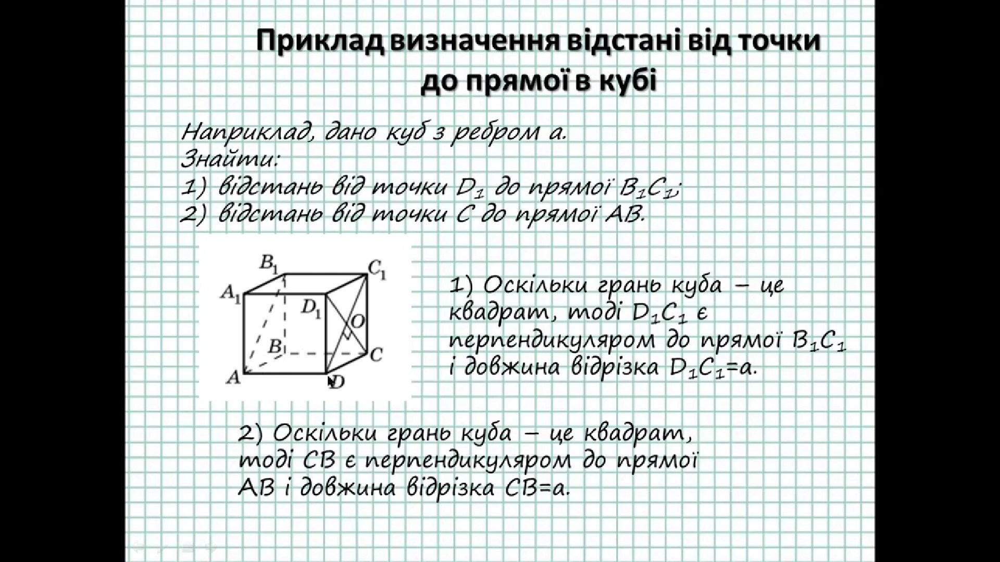 Приклад визначення відстані від точки
до прямої в кубі
Наприклад, дано куб з ребром а.
Знайти:
1) відстань від точки D₁ до прямої B₁C₁;
2) відстань від точки C до прямої AB.
B₁
C₁
A₁
D₁
O
B
C
A
D
1) Оскільки грань куба – це
квадрат, тоді D₁C₁ є
перпендикуляром до прямої B₁C₁
і довжина відрізка D₁C₁=a.
2) Оскільки грань куба – це квадрат,
тоді CB є перпендикуляром до прямої
AB і довжина відрізка CB=a.